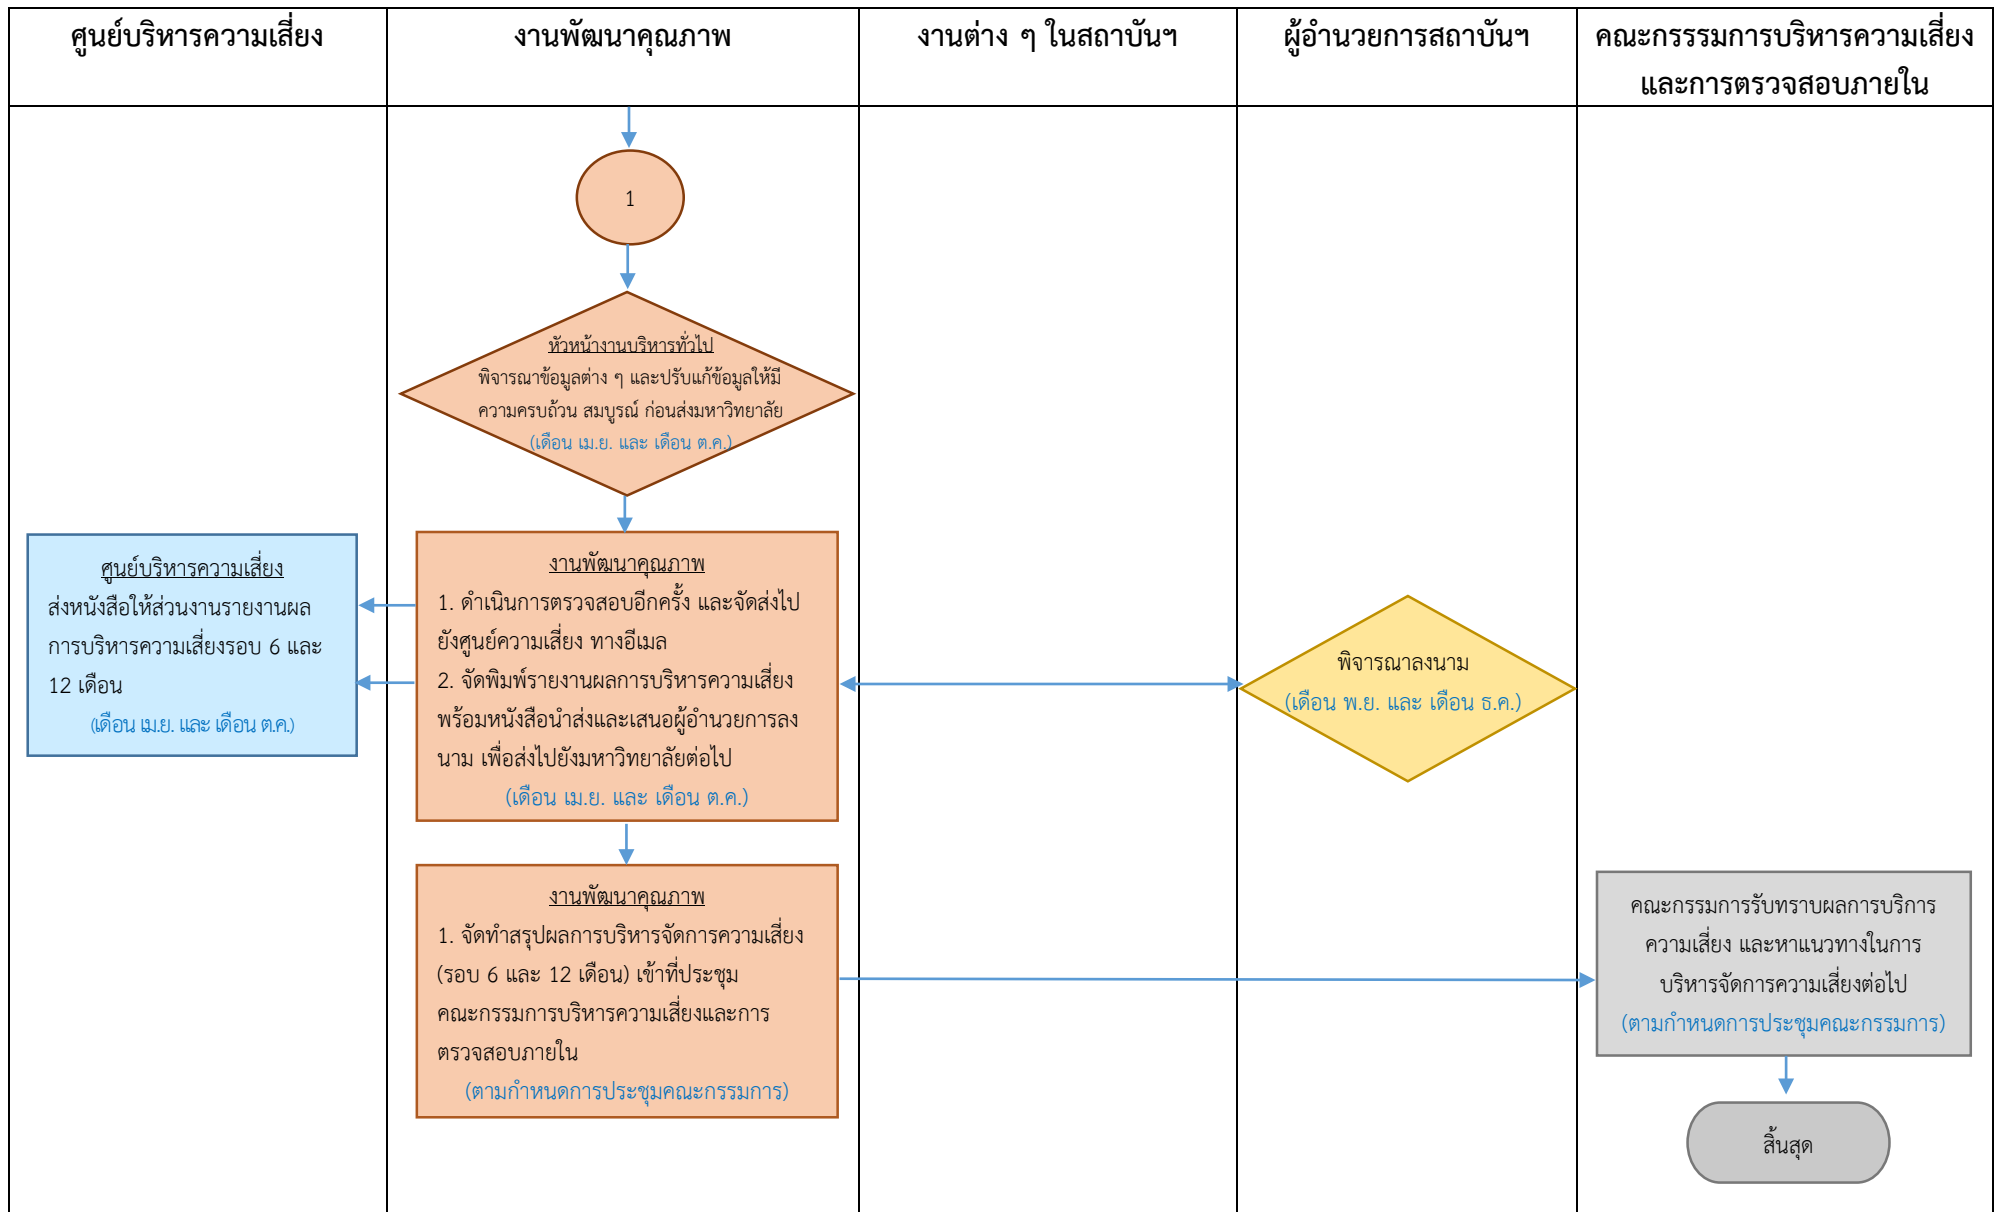 ศูนย์บริหารความเสี่ยง
งานพัฒนาคุณภาพ
งานต่าง ๆ ในสถาบันฯ
ผู้อำนวยการสถาบันฯ
คณะกรรรมการบริหารความเสี่ยง
และการตรวจสอบภายใน
1
หัวหน้างานบริหารทั่วไป
พิจารณาข้อมูลต่าง ๆ และปรับแก้ข้อมูลให้มี
ความครบถ้วน สมบูรณ์ ก่อนส่งมหาวิทยาลัย
(เดือน เม.ย. และ เดือน ต.ค.)
ศูนย์บริหารความเสี่ยง
ส่งหนังสือให้ส่วนงานรายงานผล
การบริหารความเสี่ยงรอบ 6 และ
12 เดือน
(เดือน เม.ย. และ เดือน ต.ค.)
งานพัฒนาคุณภาพ
1. ดำเนินการตรวจสอบอีกครั้ง และจัดส่งไป
ยังศูนย์ความเสี่ยง ทางอีเมล
2. จัดพิมพ์รายงานผลการบริหารความเสี่ยง
พร้อมหนังสือนำส่งและเสนอผู้อำนวยการลง
นาม เพื่อส่งไปยังมหาวิทยาลัยต่อไป
(เดือน เม.ย. และ เดือน ต.ค.)
พิจารณาลงนาม
(เดือน พ.ย. และ เดือน ธ.ค.)
งานพัฒนาคุณภาพ
1. จัดทำสรุปผลการบริหารจัดการความเสี่ยง
(รอบ 6 และ 12 เดือน) เข้าที่ประชุม
คณะกรรมการบริหารความเสี่ยงและการ
ตรวจสอบภายใน
(ตามกำหนดการประชุมคณะกรรมการ)
คณะกรรมการรับทราบผลการบริการ
ความเสี่ยง และหาแนวทางในการ
บริหารจัดการความเสี่ยงต่อไป
(ตามกำหนดการประชุมคณะกรรมการ)
สิ้นสุด